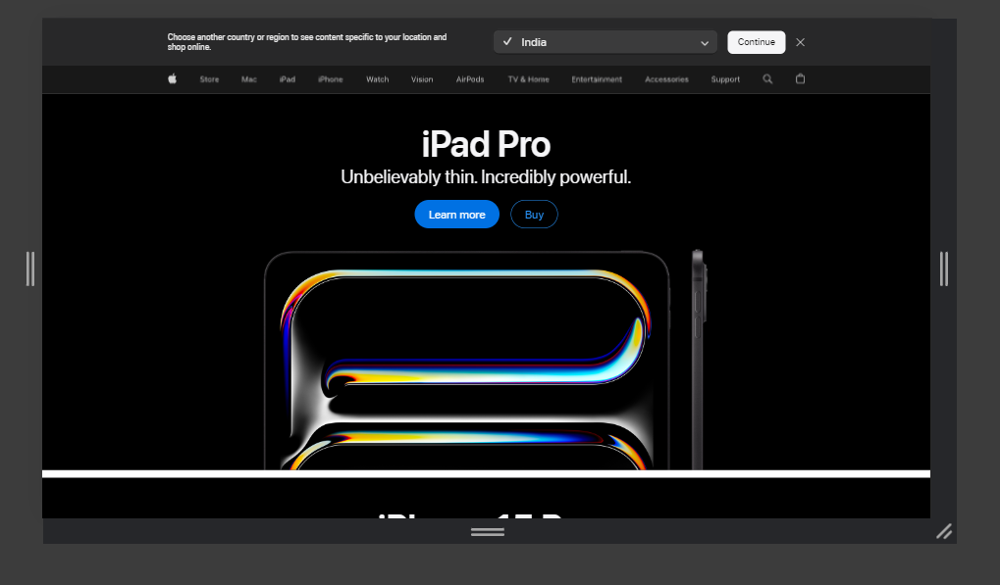 Choose another country or region to see content specific to your location and
shop online.
India
Continue
Store Mac iPad iPhone Watch Vision AirPods TV & Home Entertainment Accessories Support
iPad Pro
Unbelievably thin. Incredibly powerful.
Learn more Buy